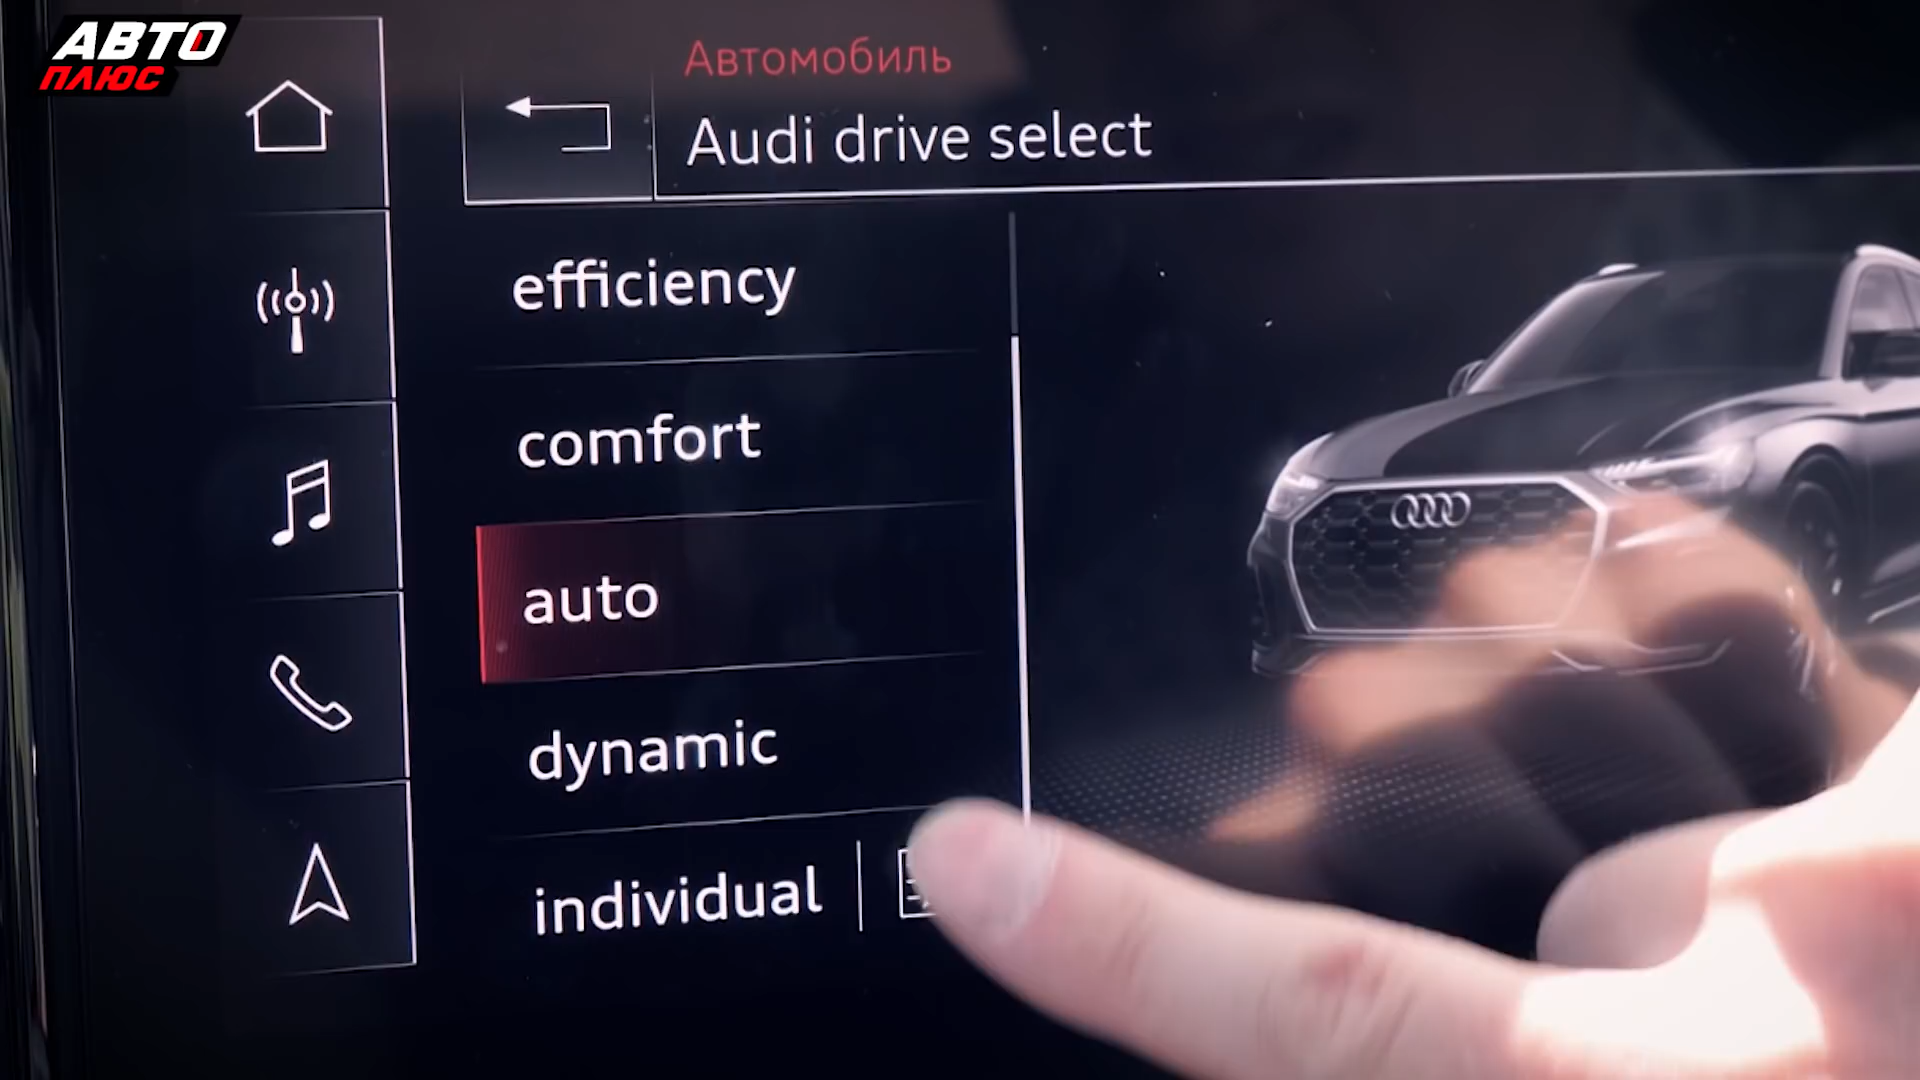 АВТО
ПЛЮС
Автомобиль
Audi drive select
efficiency
comfort
auto
dynamic
individual